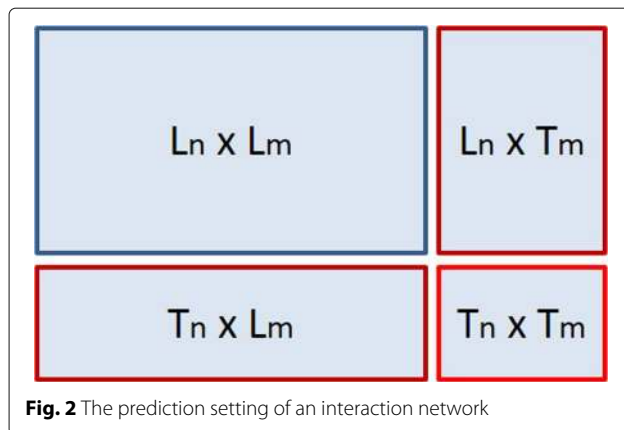 Ln x Lm
Ln x Tm
Tn x Lm
Tn x Tm
Fig. 2 The prediction setting of an interaction network